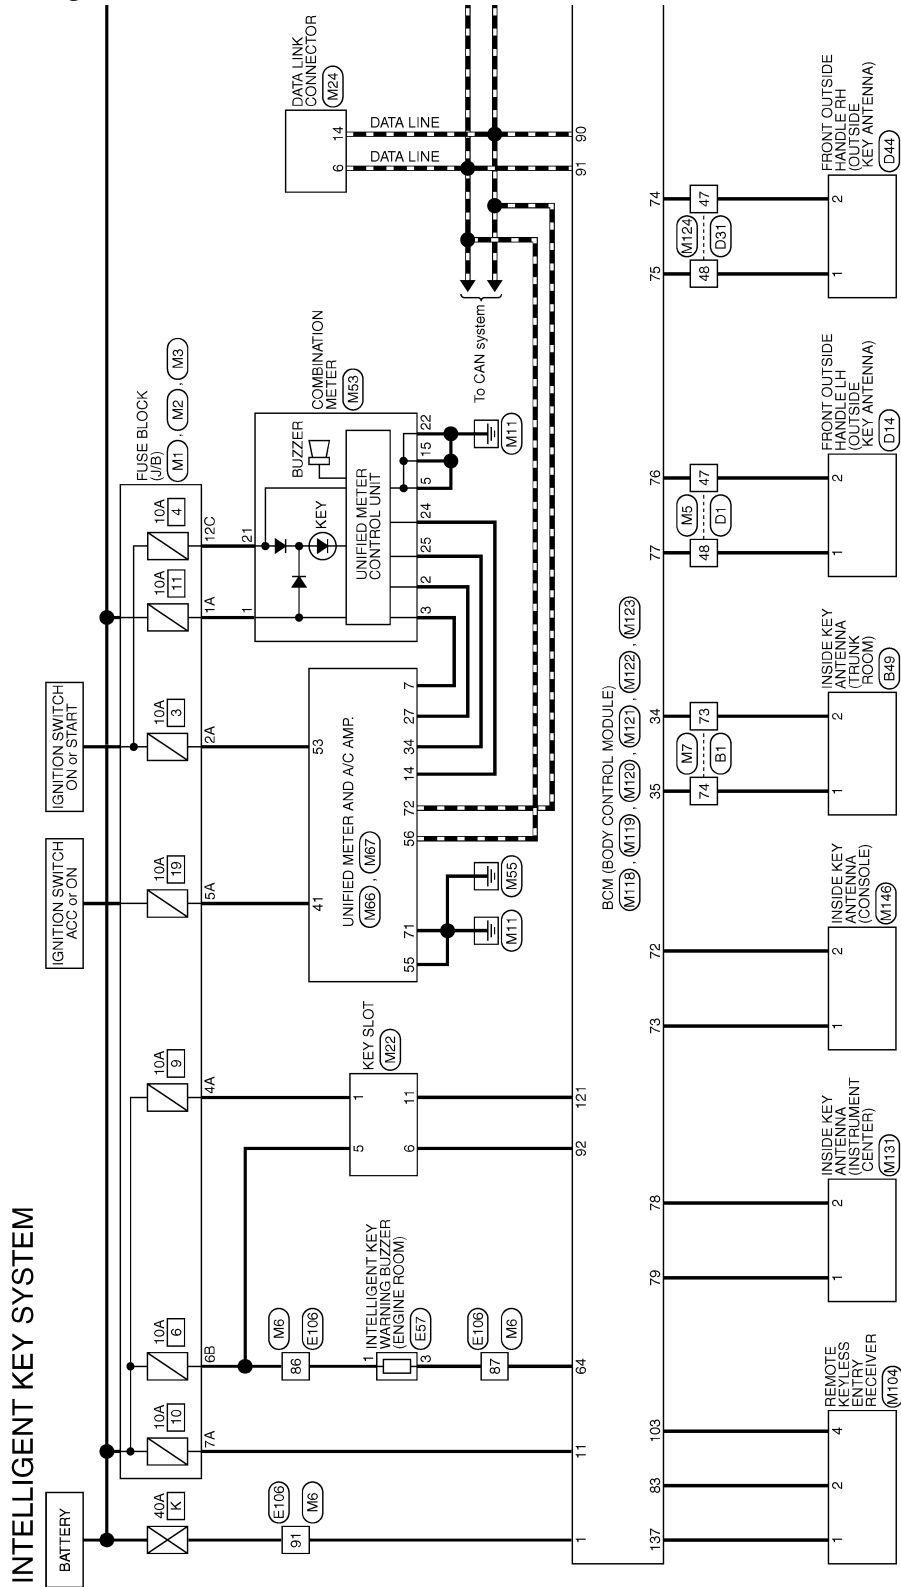 INTELLIGENT KEY SYSTEM
BATTERY
IGNITION SWITCH
ACC or ON
IGNITION SWITCH
ON or START
40A
K
10A
10
10A
6
10A
9
10A
19
10A
3
10A
11
10A
4
FUSE BLOCK
(J/B)
M1 , M2 , M3
7A
6B
4A
5A
2A
1A
12C
E106
91
M6
M6
86
E106
1
INTELLIGENT KEY
WARNING BUZZER
(ENGINE ROOM)
E57
3
E106
87
M6
5
1
KEY SLOT
M22
6
11
41
53
UNIFIED METER AND A/C AMP.
M66 , M67
55
71
56
72
14
34
27
7
M11
M55
1
21
BUZZER
KEY
UNIFIED METER
CONTROL UNIT
COMBINATION
METER
M53
3
2
25
24
5
15
22
M11
To CAN system
DATA LINK
CONNECTOR
M24
6
14
DATA LINE
DATA LINE
1
11
64
92
121
91
90
BCM (BODY CONTROL MODULE)
M118 , M119 , M120 , M121 , M122 , M123
137
83
103
79
78
73
72
35
34
77
76
75
74
M7
74
73
B1
M5
48
47
D1
M124
48
47
D31
1
2
4
REMOTE
KEYLESS
ENTRY
RECEIVER
M104
1
2
INSIDE KEY
ANTENNA
(INSTRUMENT
CENTER)
M131
1
2
INSIDE KEY
ANTENNA
(CONSOLE)
M146
1
2
INSIDE KEY
ANTENNA
(TRUNK
ROOM)
B49
1
2
FRONT OUTSIDE
HANDLE LH
(OUTSIDE
KEY ANTENNA)
D14
1
2
FRONT OUTSIDE
HANDLE RH
(OUTSIDE
KEY ANTENNA)
D44